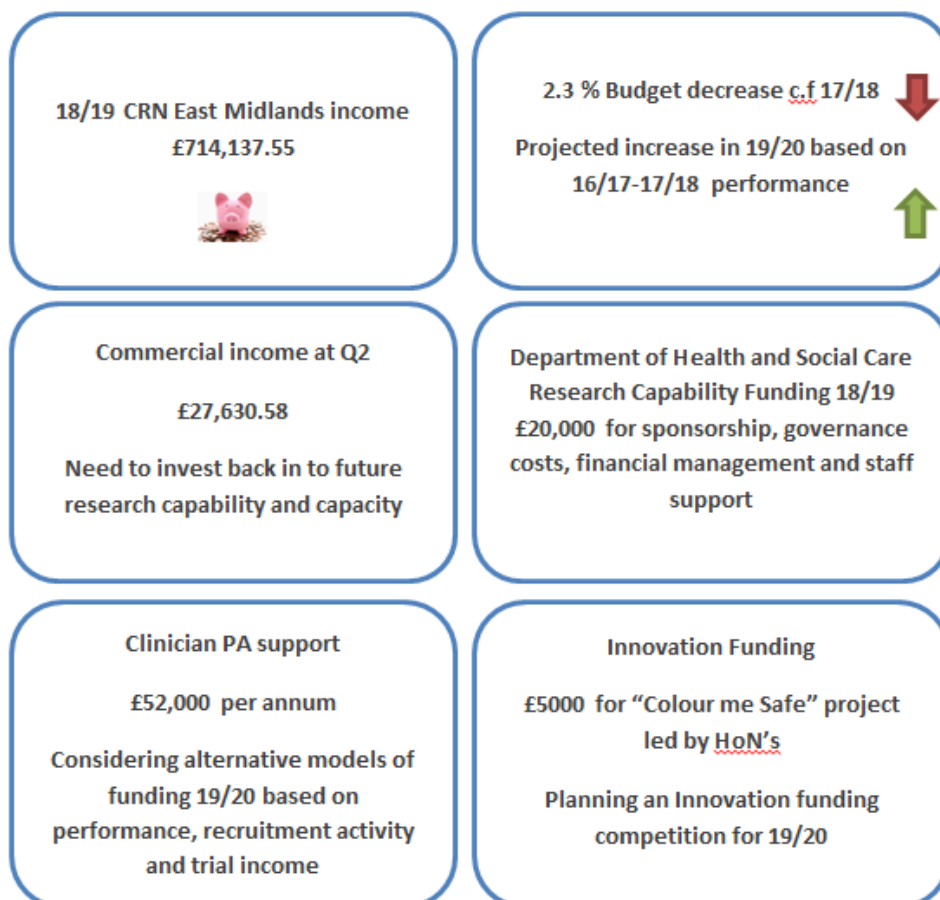 18/19 CRN East Midlands income
£714,137.55
2.3 % Budget decrease c.f 17/18
Projected increase in 19/20 based on
16/17-17/18 performance
Commercial income at Q2
£27,630.58
Need to invest back in to future
research capability and capacity
Department of Health and Social Care
Research Capability Funding 18/19
£20,000 for sponsorship, governance
costs, financial management and staff
support
Clinician PA support
£52,000 per annum
Considering alternative models of
funding 19/20 based on
performance, recruitment activity
and trial income
Innovation Funding
£5000 for “Colour me Safe” project
led by HoN’s
Planning an Innovation funding
competition for 19/20